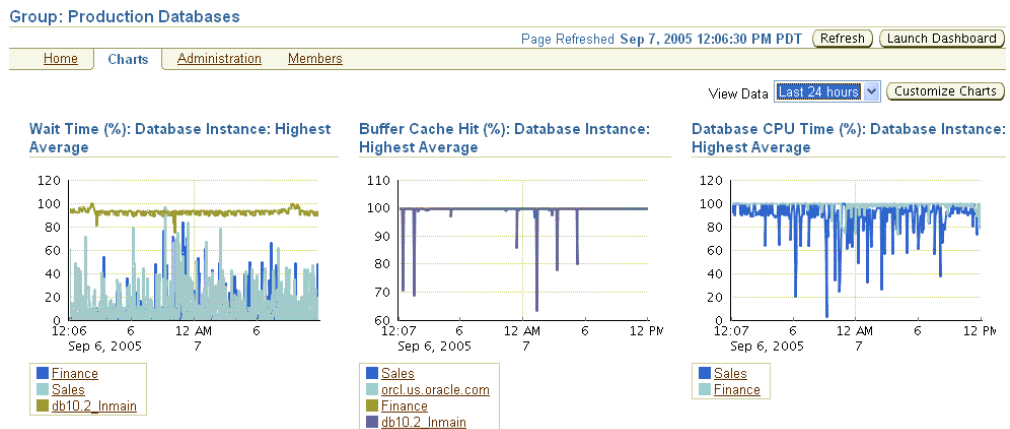 Group: Production Databases
Page Refreshed Sep 7, 2005 12:06:30 PM PDT Refresh Launch Dashboard
Home Charts Administration Members
View Data Last 24 hours Customize Charts
Wait Time (%): Database Instance: Highest Average
120
100
80
60
40
20
0
12:06 6 12 AM 6
Sep 6, 2005 7
Finance
Sales
db10.2_Inmain
Buffer Cache Hit (%): Database Instance: Highest Average
110
100
90
80
70
60
12:07 6 12 AM 6 12 PM
Sep 6, 2005 7
Sales
orcl.us.oracle.com
Finance
db10.2_Inmain
Database CPU Time (%): Database Instance: Highest Average
120
100
80
60
40
20
0
12:07 6 12 AM 6 12 PM
Sep 6, 2005 7
Sales
Finance